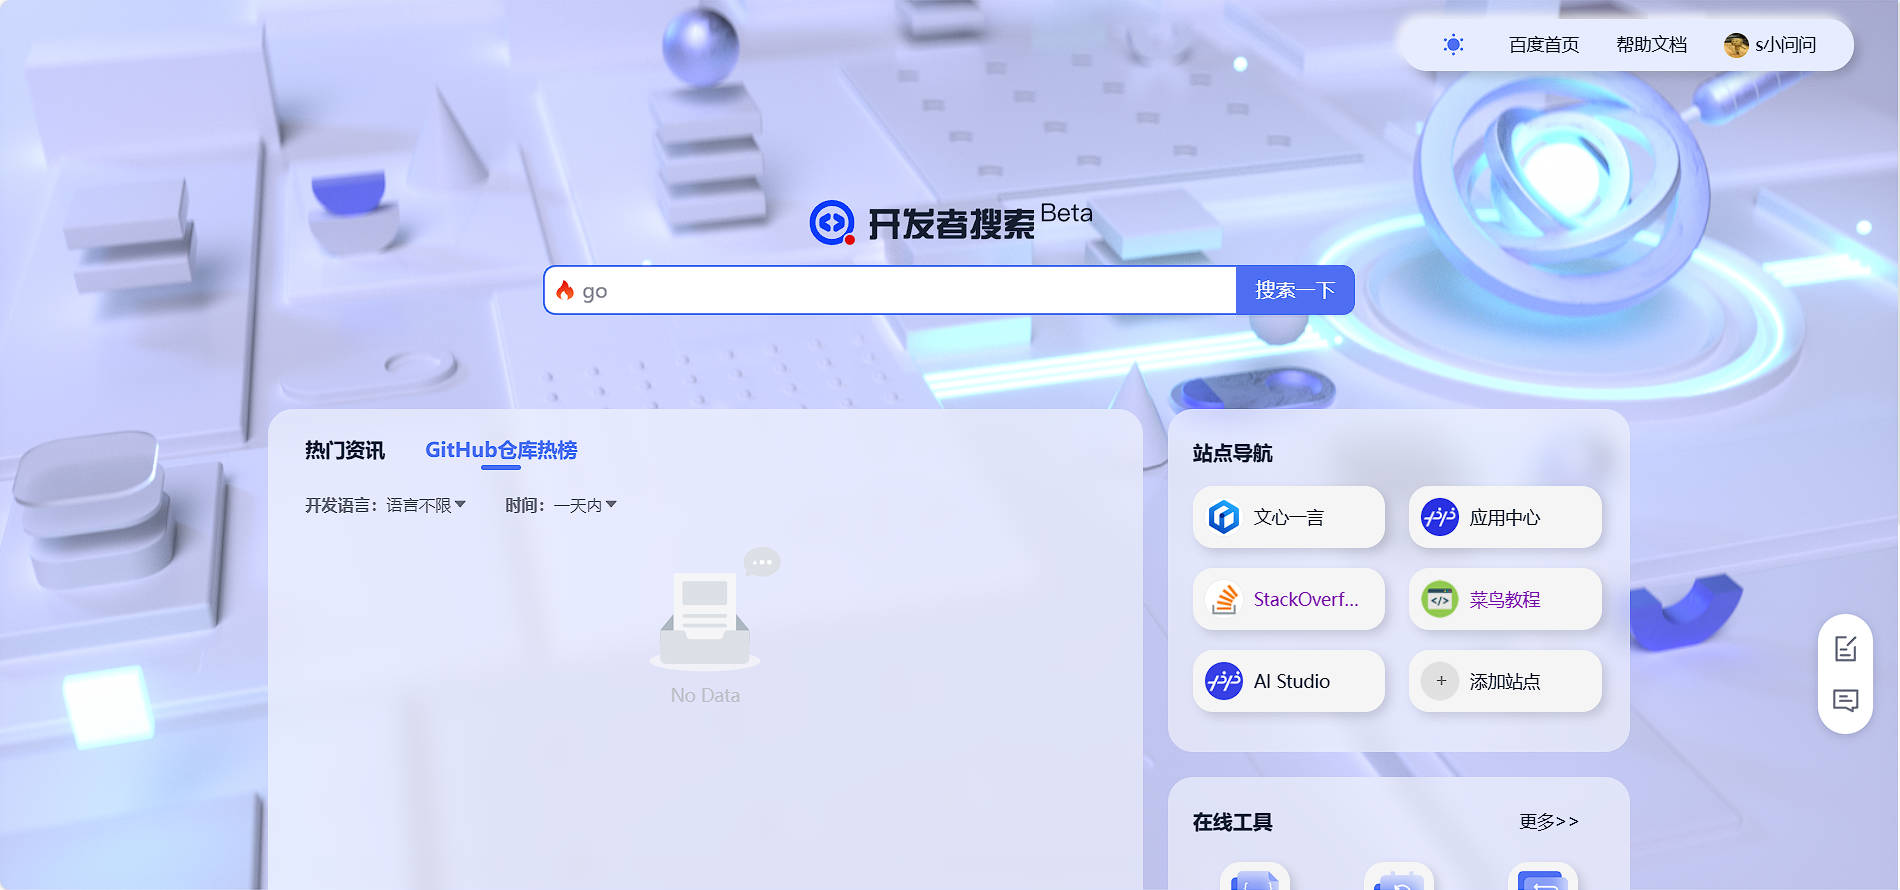 百度首页
帮助文档
s小问问
开发者搜索 Beta
go
搜索一下
热门资讯
GitHub仓库热榜
开发语言：语言不限
时间：一天内
No Data
站点导航
文心一言
应用中心
StackOverf...
菜鸟教程
AI Studio
+ 添加站点
在线工具
更多>>